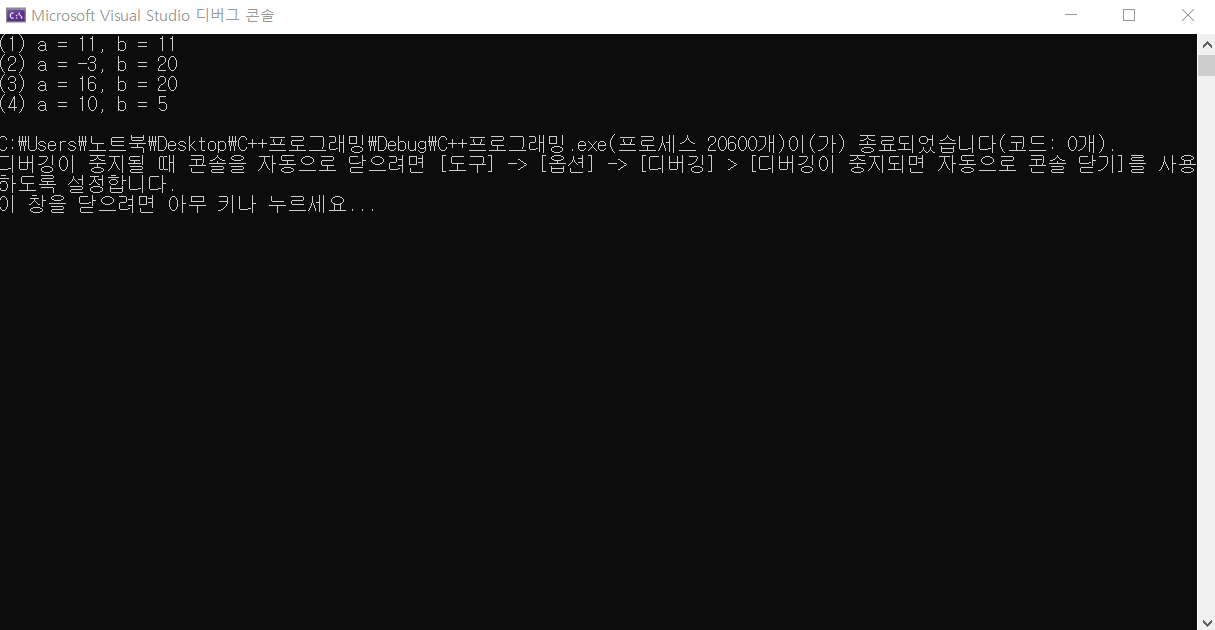 Microsoft Visual Studio 디버그 콘솔
(1) a = 11, b = 11
(2) a = -3, b = 20
(3) a = 16, b = 20
(4) a = 10, b = 5
C:₩Users₩노트북₩Desktop₩C++프로그래밍₩Debug₩C++프로그래밍.exe(프로세스 20600개)이(가) 종료되었습니다(코드: 0개).
디버깅이 중지될 때 콘솔을 자동으로 닫으려면 [도구] -> [옵션] -> [디버깅] > [디버깅이 중지되면 자동으로 콘솔 닫기]를 사용
하도록 설정합니다.
이 창을 닫으려면 아무 키나 누르세요...